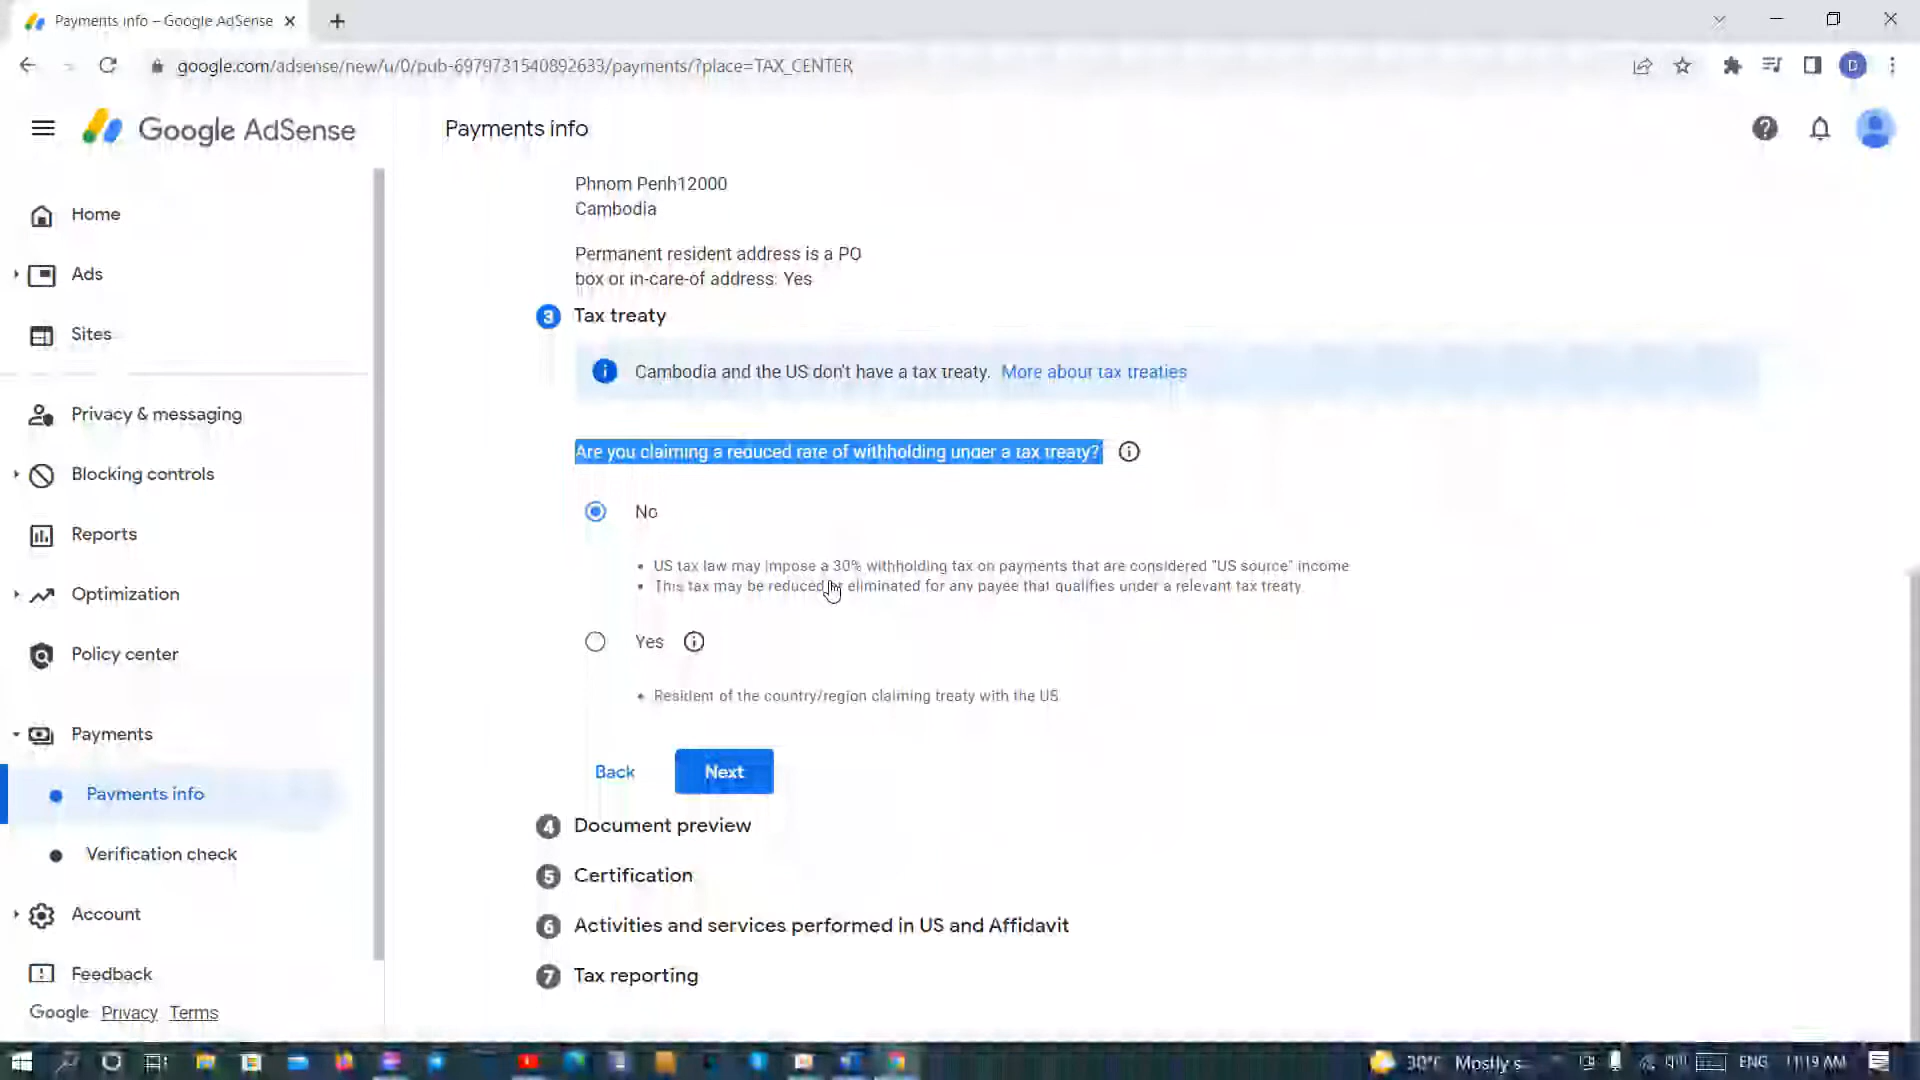 Payments info – Google AdSense
google.com/adsense/new/u/0/pub-6979731540892633/payments/?place=TAX_CENTER
D
Google AdSense
Payments info
Home
Ads
Sites
Privacy & messaging
Blocking controls
Reports
Optimization
Policy center
Payments
Payments info
Verification check
Account
Feedback
Google Privacy Terms
Phnom Penh12000
Cambodia
Permanent resident address is a PO
box or in-care-of address: Yes
3 Tax treaty
Cambodia and the US don't have a tax treaty. More about tax treaties
Are you claiming a reduced rate of withholding under a tax treaty?
No
• US tax law may impose a 30% withholding tax on payments that are considered "US source" income
• This tax may be reduced or eliminated for any payee that qualifies under a relevant tax treaty
Yes
• Resident of the country/region claiming treaty with the US
Back
Next
4 Document preview
5 Certification
6 Activities and services performed in US and Affidavit
7 Tax reporting
30°C Mostly s...
ENG
11:19 AM